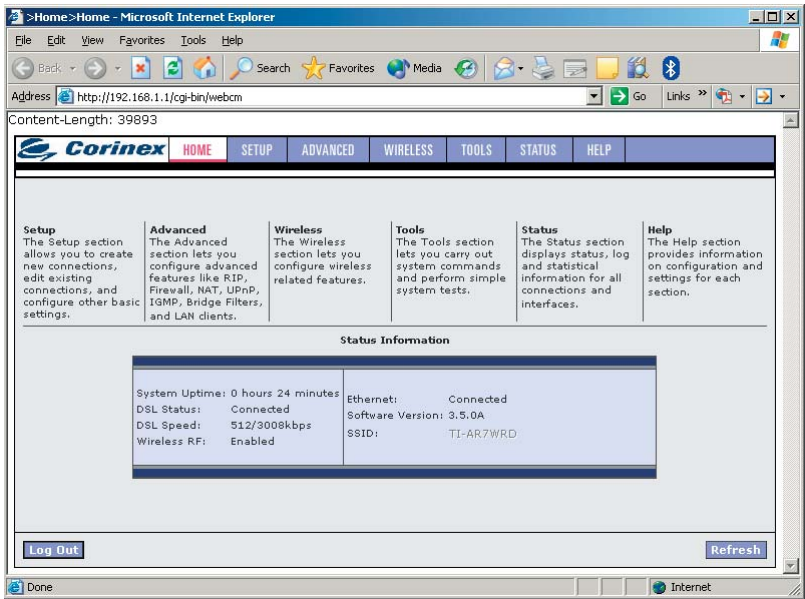 >Home>Home - Microsoft Internet Explorer
File Edit View Favorites Tools Help
Back Search Favorites Media
Address http://192.168.1.1/cgi-bin/webcm Go Links »
Content-Length: 39893
Corinex HOME SETUP ADVANCED WIRELESS TOOLS STATUS HELP
Setup
The Setup section
allows you to create
new connections,
edit existing
connections, and
configure other basic
settings.
Advanced
The Advanced
section lets you
configure advanced
features like RIP,
Firewall, NAT, UPnP,
IGMP, Bridge Filters,
and LAN clients.
Wireless
The Wireless
section lets you
configure wireless
related features.
Tools
The Tools section
lets you carry out
system commands
and perform simple
system tests.
Status
The Status section
displays status, log
and statistical
information for all
connections and
interfaces.
Help
The Help section
provides information
on configuration and
settings for each
section.
Status Information
System Uptime: 0 hours 24 minutes
DSL Status: Connected
DSL Speed: 512/3008kbps
Wireless RF: Enabled
Ethernet: Connected
Software Version: 3.5.0A
SSID: TI-AR7WRD
Log Out Refresh
Done Internet